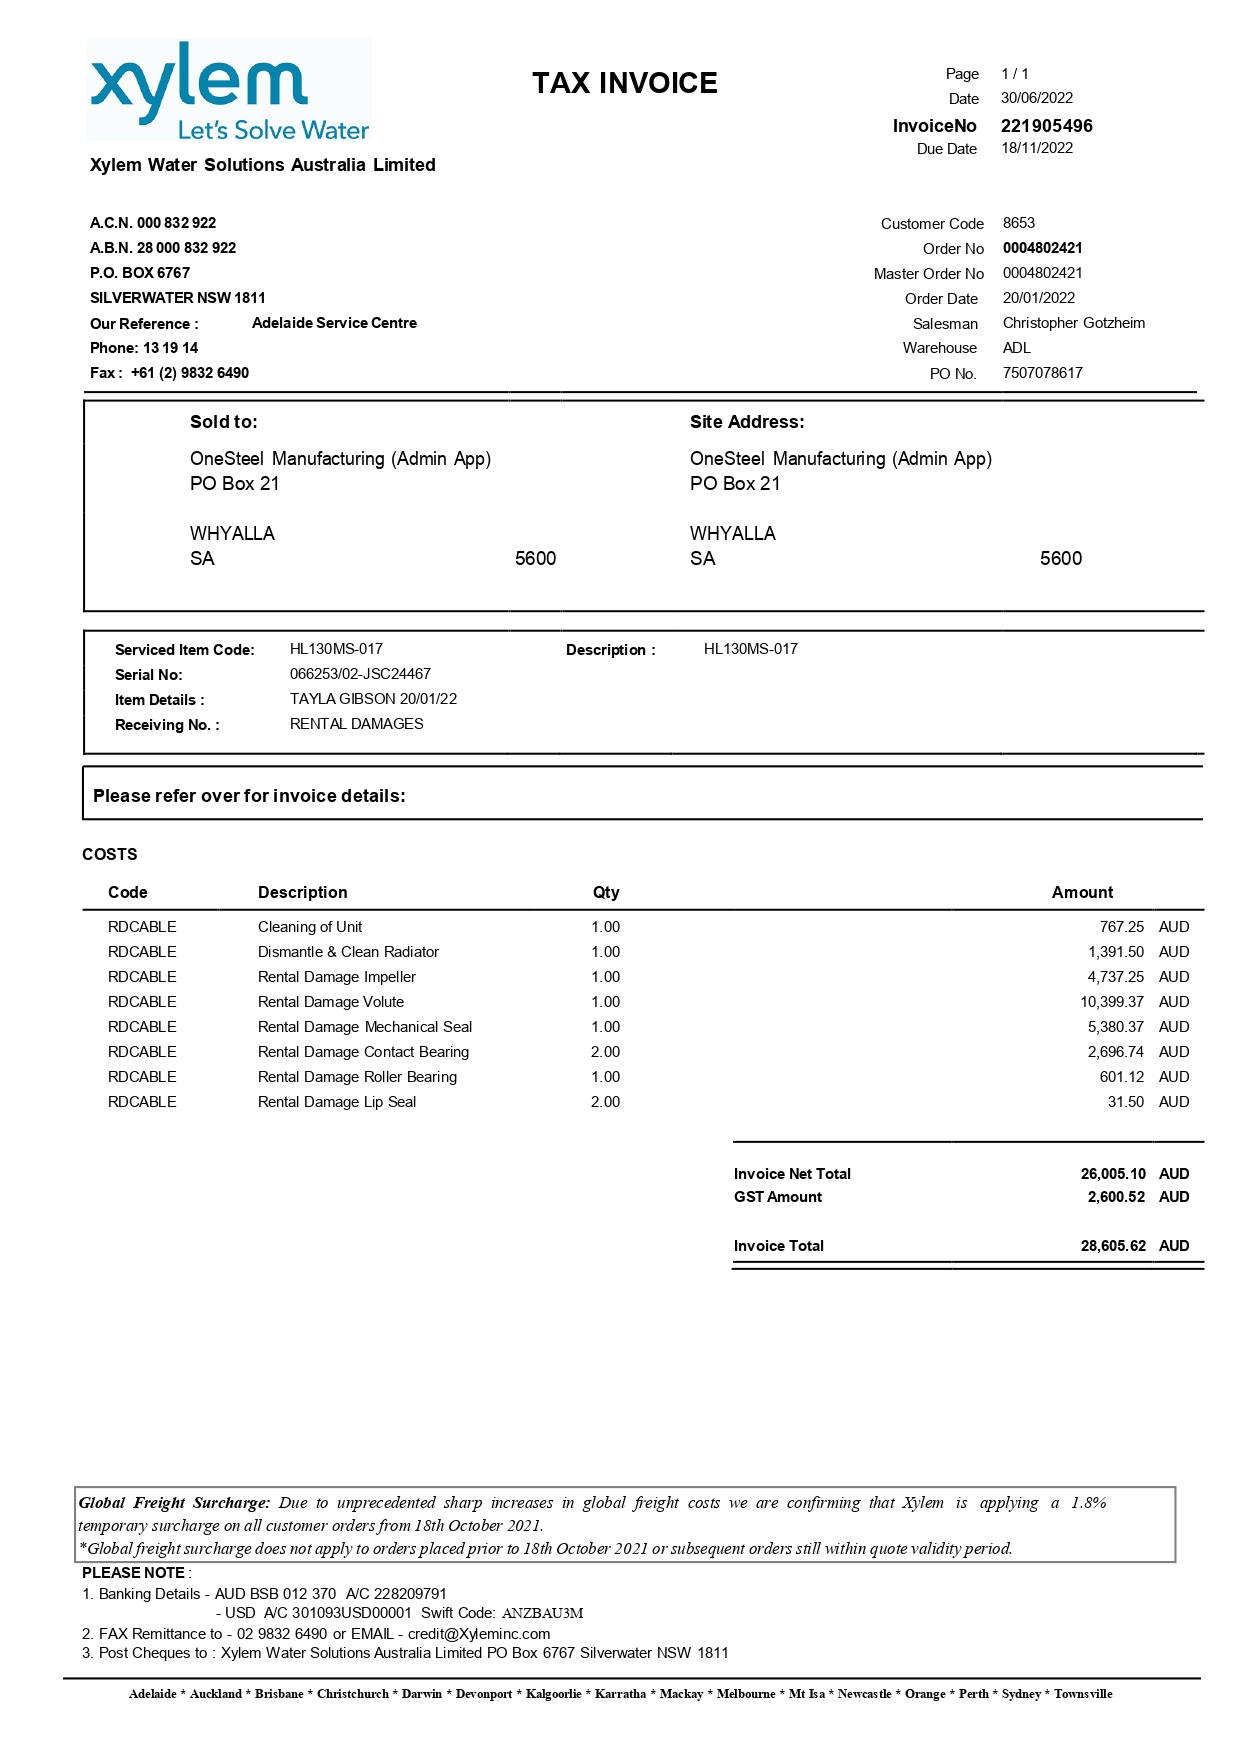 xylem
Let's Solve Water
TAX INVOICE
Page 1 / 1
Date 30/06/2022
InvoiceNo 221905496
Due Date 18/11/2022
Xylem Water Solutions Australia Limited
A.C.N. 000 832 922
A.B.N. 28 000 832 922
P.O. BOX 6767
SILVERWATER NSW 1811
Our Reference : Adelaide Service Centre
Phone: 13 19 14
Fax : +61 (2) 9832 6490
Customer Code 8653
Order No 0004802421
Master Order No 0004802421
Order Date 20/01/2022
Salesman Christopher Gotzheim
Warehouse ADL
PO No. 7507078617
Sold to:
OneSteel Manufacturing (Admin App)
PO Box 21
WHYALLA
SA 5600
Site Address:
OneSteel Manufacturing (Admin App)
PO Box 21
WHYALLA
SA 5600
Serviced Item Code: HL130MS-017 Description : HL130MS-017
Serial No: 066253/02-JSC24467
Item Details : TAYLA GIBSON 20/01/22
Receiving No. : RENTAL DAMAGES
Please refer over for invoice details:
COSTS
Code Description Qty Amount
RDCABLE Cleaning of Unit 1.00 767.25 AUD
RDCABLE Dismantle & Clean Radiator 1.00 1,391.50 AUD
RDCABLE Rental Damage Impeller 1.00 4,737.25 AUD
RDCABLE Rental Damage Volute 1.00 10,399.37 AUD
RDCABLE Rental Damage Mechanical Seal 1.00 5,380.37 AUD
RDCABLE Rental Damage Contact Bearing 2.00 2,696.74 AUD
RDCABLE Rental Damage Roller Bearing 1.00 601.12 AUD
RDCABLE Rental Damage Lip Seal 2.00 31.50 AUD
Invoice Net Total 26,005.10 AUD
GST Amount 2,600.52 AUD
Invoice Total 28,605.62 AUD
Global Freight Surcharge: Due to unprecedented sharp increases in global freight costs we are confirming that Xylem is applying a 1.8%
temporary surcharge on all customer orders from 18th October 2021.
*Global freight surcharge does not apply to orders placed prior to 18th October 2021 or subsequent orders still within quote validity period.
PLEASE NOTE :
1. Banking Details - AUD BSB 012 370 A/C 228209791
- USD A/C 301093USD00001 Swift Code: ANZBAU3M
2. FAX Remittance to - 02 9832 6490 or EMAIL - credit@Xyleminc.com
3. Post Cheques to : Xylem Water Solutions Australia Limited PO Box 6767 Silverwater NSW 1811
Adelaide * Auckland * Brisbane * Christchurch * Darwin * Devonport * Kalgoorlie * Karratha * Mackay * Melbourne * Mt Isa * Newcastle * Orange * Perth * Sydney * Townsville